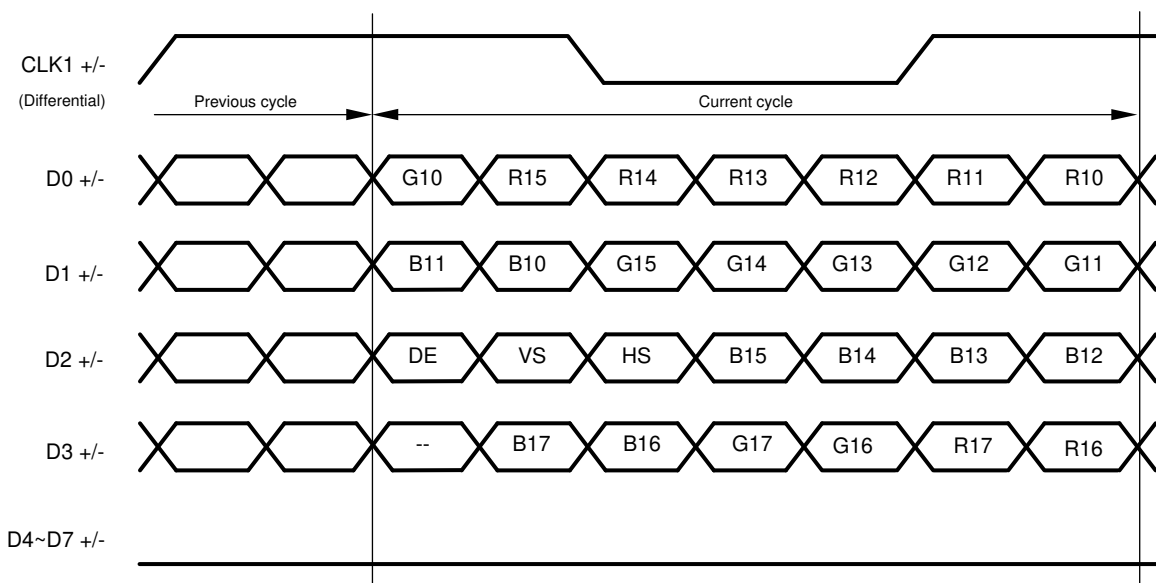 CLK1 +/-
(Differential)
Previous cycle
Current cycle
D0 +/-
G10 R15 R14 R13 R12 R11 R10
D1 +/-
B11 B10 G15 G14 G13 G12 G11
D2 +/-
DE VS HS B15 B14 B13 B12
D3 +/-
-- B17 B16 G17 G16 R17 R16
D4~D7 +/-